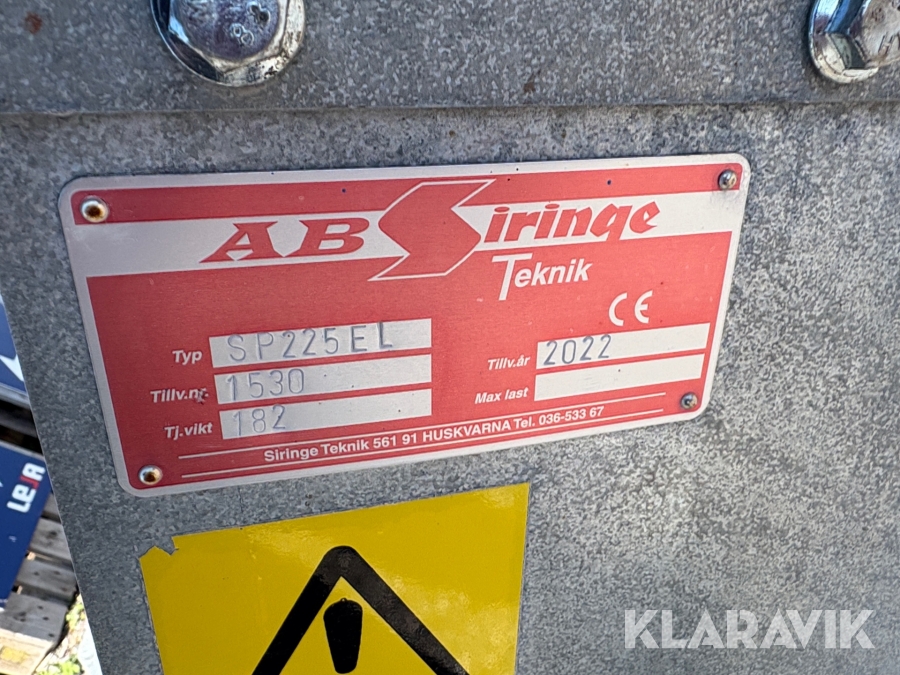 AB Siringe
Teknik
CE
Typ SP225EL
Tillv.nr. 1530
Tj.vikt 182
Tillv.år 2022
Max last
Siringe Teknik 561 91 HUSKVARNA Tel. 036-533 67
KLARAVIK